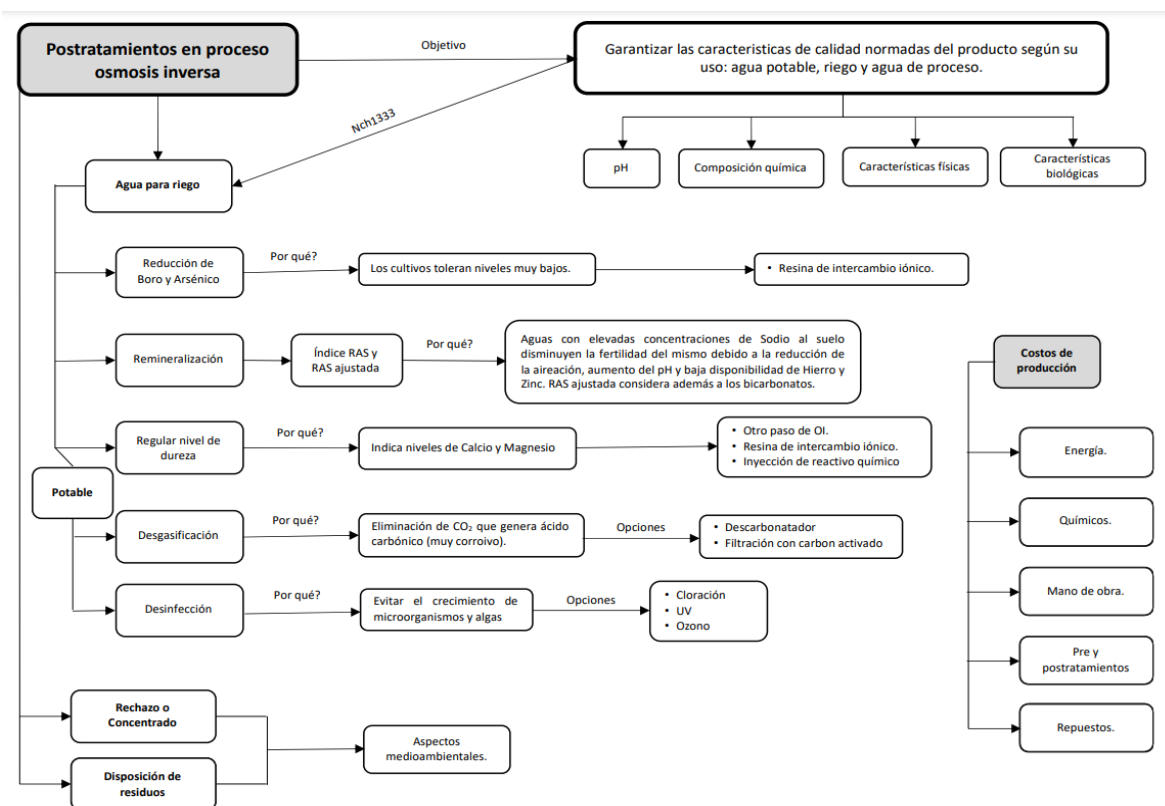 Postratamientos en proceso
osmosis inversa
Objetivo
Garantizar las caracteristicas de calidad normadas del producto según su
uso: agua potable, riego y agua de proceso.
Nch1333
pH
Composición química
Características físicas
Características
biológicas
Agua para riego
Reducción de
Boro y Arsénico
Por qué?
Los cultivos toleran niveles muy bajos.
• Resina de intercambio iónico.
Remineralización
Índice RAS y
RAS ajustada
Por qué?
Aguas con elevadas concentraciones de Sodio al suelo
disminuyen la fertilidad del mismo debido a la reducción de
la aireación, aumento del pH y baja disponibilidad de Hierro y
Zinc. RAS ajustada considera además a los bicarbonatos.
Regular nivel de
dureza
Por qué?
Indica niveles de Calcio y Magnesio
• Otro paso de OI.
• Resina de intercambio iónico.
• Inyección de reactivo químico
Potable
Desgasificación
Por qué?
Eliminación de CO₂ que genera ácido
carbónico (muy corroivo).
Opciones
• Descarbonatador
• Filtración con carbon activado
Desinfección
Por qué?
Evitar el crecimiento de
microorganismos y algas
Opciones
• Cloración
• UV
• Ozono
Rechazo o
Concentrado
Disposición de
residuos
Aspectos
medioambientales.
Costos de
producción
Energía.
Químicos.
Mano de obra.
Pre y
postratamientos
Repuestos.